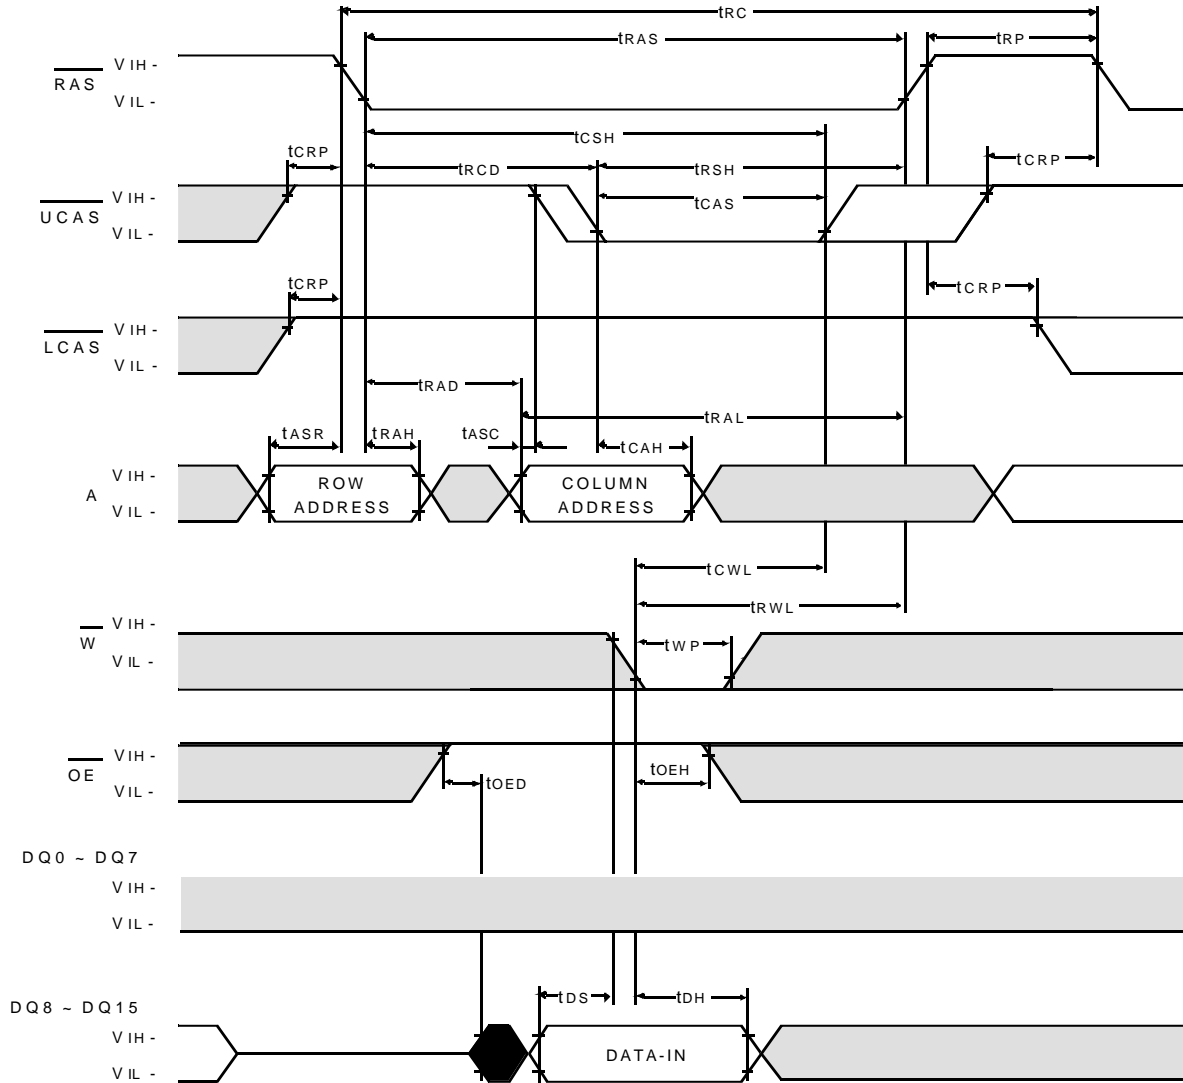 tRC
tRAS
tRP
RAS
VIH -
VIL -
tCSH
tCRP
tRCD
tRSH
tCRP
UCAS
VIH -
tCAS
VIL -
tCRP
tCRP
LCAS
VIH -
VIL -
tRAD
tRAL
tASR
tRAH
tASC
tCAH
A
VIH -
VIL -
ROW
ADDRESS
COLUMN
ADDRESS
tCWL
tRWL
W
VIH -
VIL -
tWP
OE
VIH -
VIL -
tOED
tOEH
DQ0 ~ DQ7
VIH -
VIL -
DQ8 ~ DQ15
tDS
tDH
VIH -
VIL -
DATA-IN